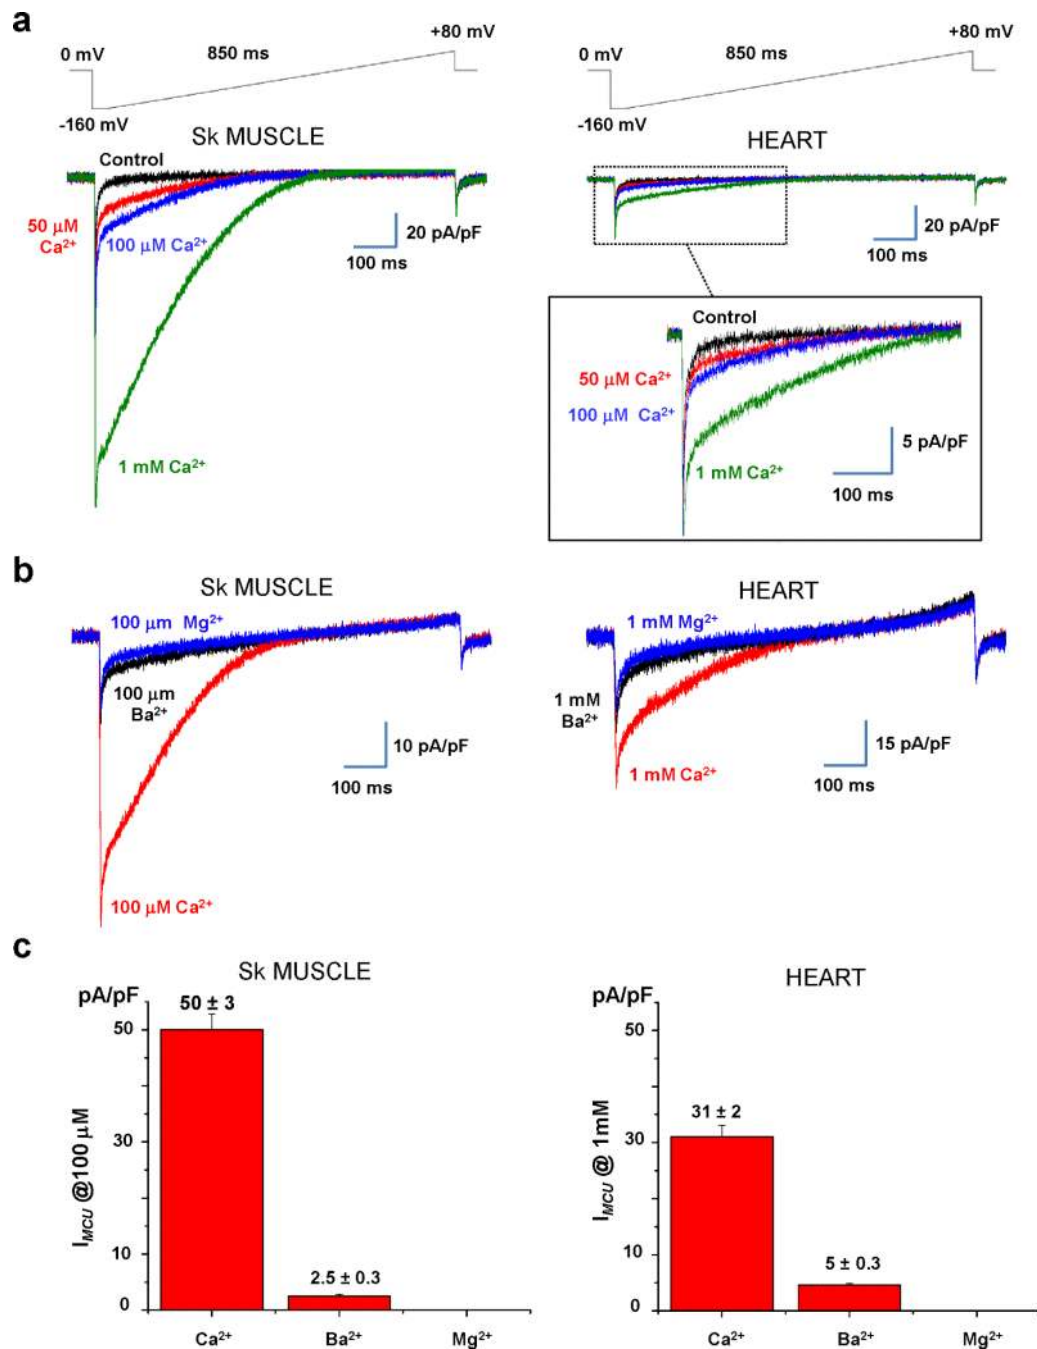 a
0 mV
850 ms
+80 mV
-160 mV
Sk MUSCLE
Control
50 μM
Ca²⁺
100 μM Ca²⁺
1 mM Ca²⁺
20 pA/pF
100 ms
0 mV
850 ms
+80 mV
-160 mV
HEART
20 pA/pF
100 ms
Control
50 μM Ca²⁺
100 μM Ca²⁺
1 mM Ca²⁺
5 pA/pF
100 ms
b
Sk MUSCLE
100 μm Mg²⁺
100 μm
Ba²⁺
100 μM Ca²⁺
10 pA/pF
100 ms
HEART
1 mM Mg²⁺
1 mM
Ba²⁺
1 mM Ca²⁺
15 pA/pF
100 ms
c
Sk MUSCLE
pA/pF
50 ± 3
50
30
10
0
I_MCU @100 μM
2.5 ± 0.3
Ca²⁺ Ba²⁺ Mg²⁺
HEART
pA/pF
50
31 ± 2
30
10
0
I_MCU @ 1mM
5 ± 0.3
Ca²⁺ Ba²⁺ Mg²⁺